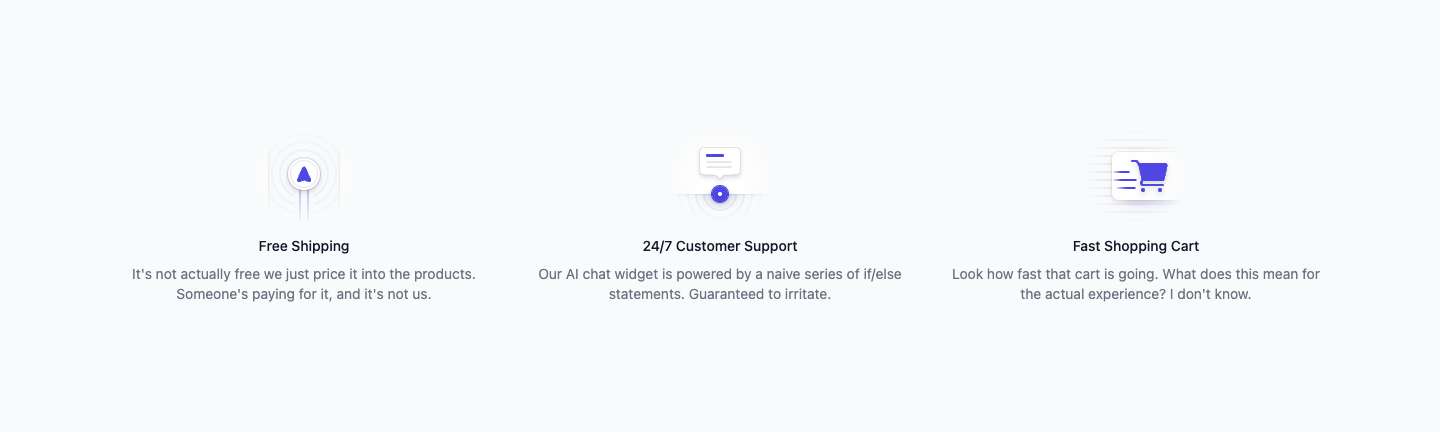 Free Shipping
It's not actually free we just price it into the products.
Someone's paying for it, and it's not us.
24/7 Customer Support
Our AI chat widget is powered by a naive series of if/else
statements. Guaranteed to irritate.
Fast Shopping Cart
Look how fast that cart is going. What does this mean for
the actual experience? I don't know.